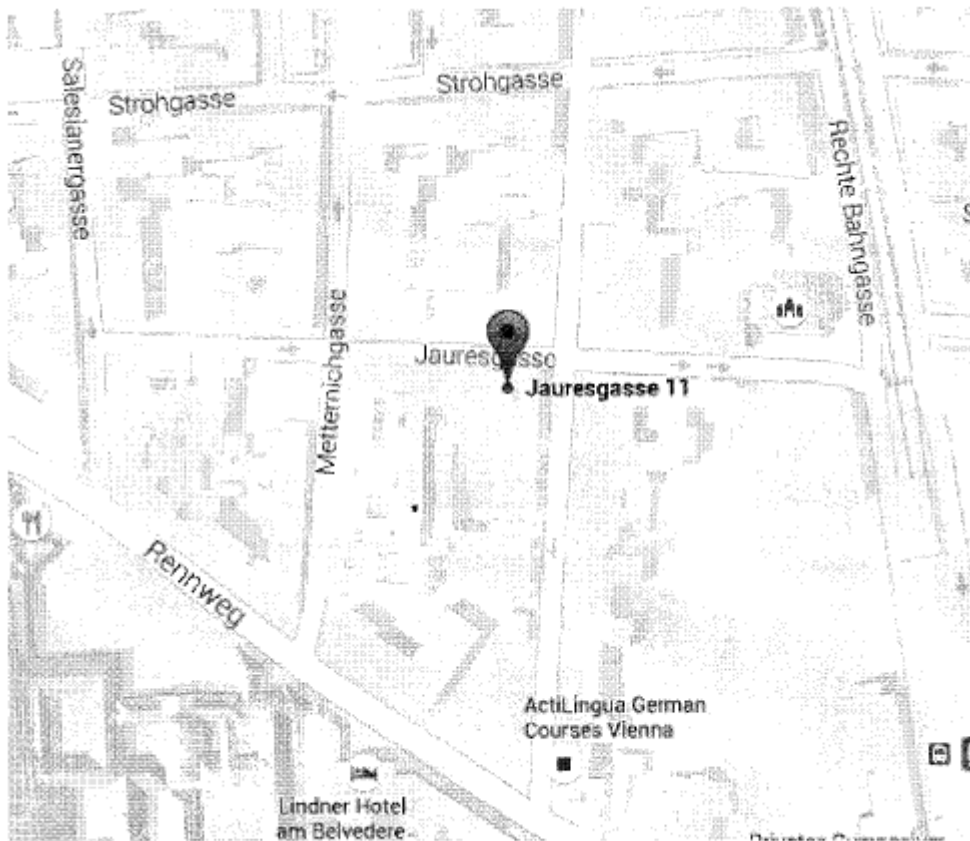 Strohgasse
Strohgasse
Salesianergasse
Rechte Bahngasse
Metternichgasse
Jauresgasse
Jauresgasse 11
Rennweg
ActiLingua German
Courses Vienna
Lindner Hotel
am Belvedere